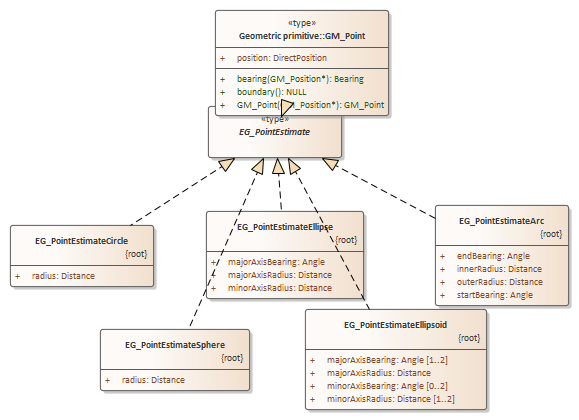 «type»
Geometric primitive::GM_Point
+ position: DirectPosition
+ bearing(GM_Position*): Bearing
+ boundary(): NULL
+ GM_Point( _Position*): GM_Point
«type»
EG_PointEstimate
EG_PointEstimateCircle
{root}
+ radius: Distance
EG_PointEstimateEllipse
{root}
+ majorAxisBearing: Angle
+ majorAxisRadius: Distance
+ minorAxisRadius: Distance
EG_PointEstimateArc
{root}
+ endBearing: Angle
+ innerRadius: Distance
+ outerRadius: Distance
+ startBearing: Angle
EG_PointEstimateSphere
{root}
+ radius: Distance
EG_PointEstimateEllipsoid
{root}
+ majorAxisBearing: Angle [1..2]
+ majorAxisRadius: Distance
+ minorAxisBearing: Angle [0..2]
+ minorAxisRadius: Distance [1..2]